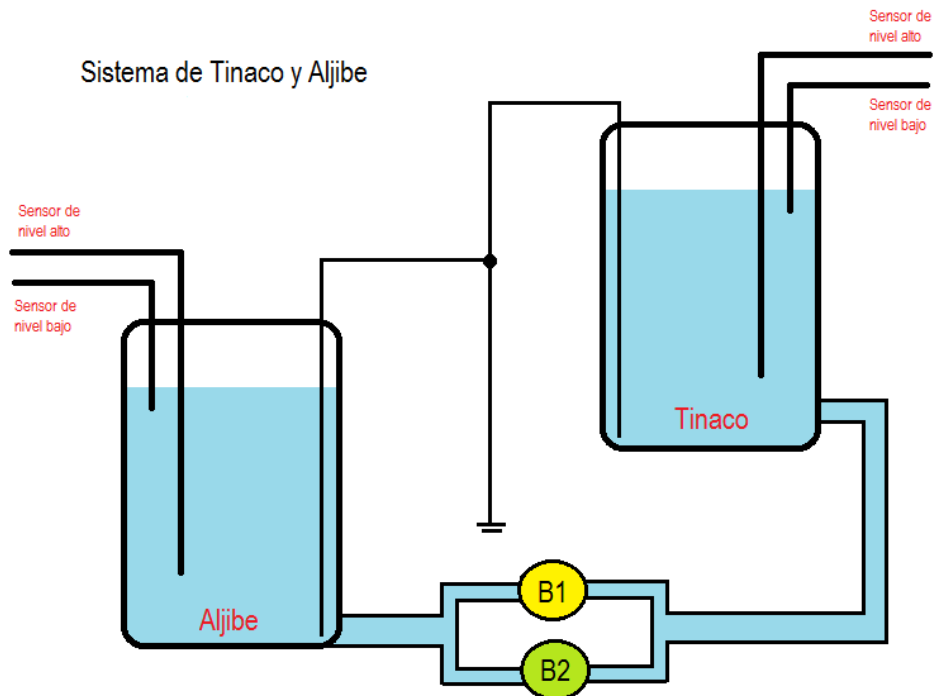 Sensor de
nivel alto
Sistema de Tinaco y Aljibe
Sensor de
nivel bajo
Sensor de
nivel alto
Sensor de
nivel bajo
Tinaco
B1
Aljibe
B2